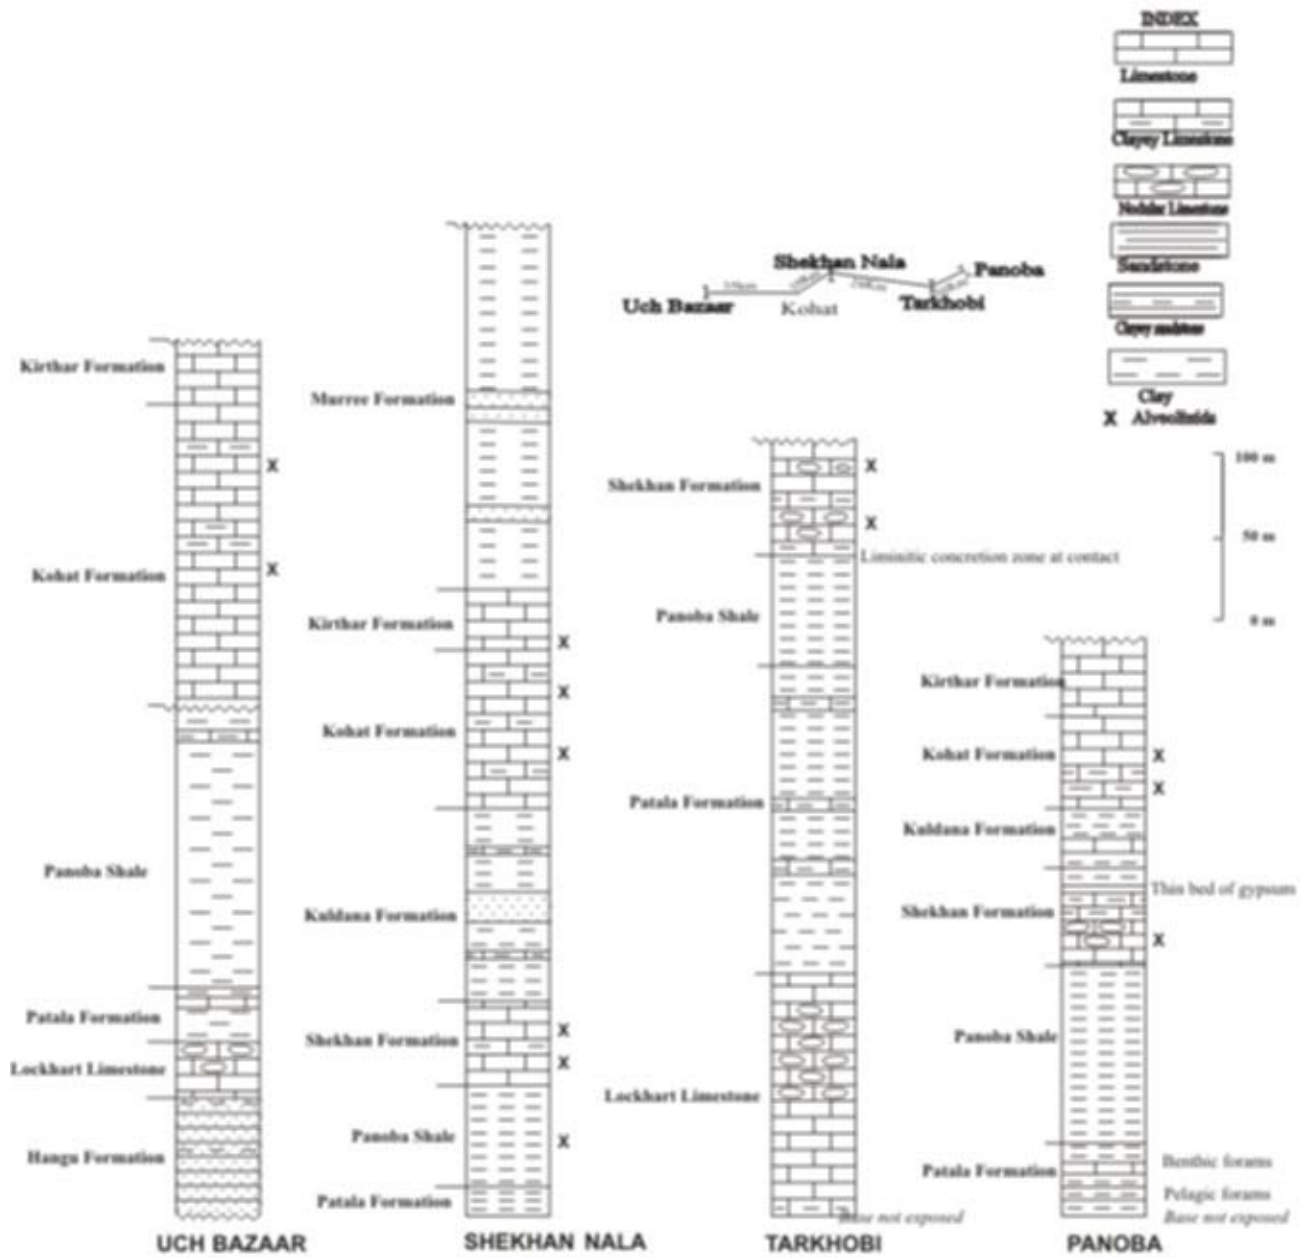 INDEX
Limestone
Clayey Limestone
Nodular Limestone
Sandstone
Clayey sandstone
Clay
X Alveolinids
100 m
50 m
0 m
Shekhan Nala
Panoba
Uch Bazaar
Kohat
Tarkhobi
Kirthar Formation
X
Kohat Formation
X
Panoba Shale
Patala Formation
Lockhart Limestone
Hangu Formation
UCH BAZAAR
Murree Formation
Kirthar Formation
X
X
Kohat Formation
X
Kuldana Formation
Shekhan Formation
X
X
Panoba Shale
X
Patala Formation
SHEKHAN NALA
X
Shekhan Formation
X
Limisitic concretion zone at contact
Panoba Shale
Patala Formation
Lockhart Limestone
Base not exposed
TARKHOBI
Kirthar Formation
Kohat Formation
X
X
Kuldana Formation
Thin bed of gypsum
Shekhan Formation
X
Panoba Shale
Patala Formation
Benthic forams
Pelagic forams
Base not exposed
PANOBA